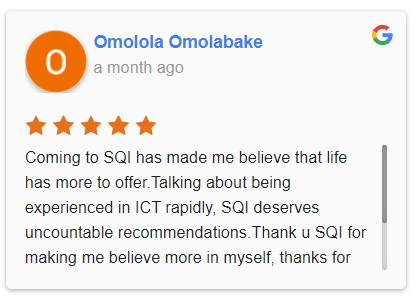 O
Omolola Omolabake
a month ago
G
Coming to SQI has made me believe that life
has more to offer.Talking about being
experienced in ICT rapidly, SQI deserves
uncountable recommendations.Thank u SQI for
making me believe more in myself, thanks for